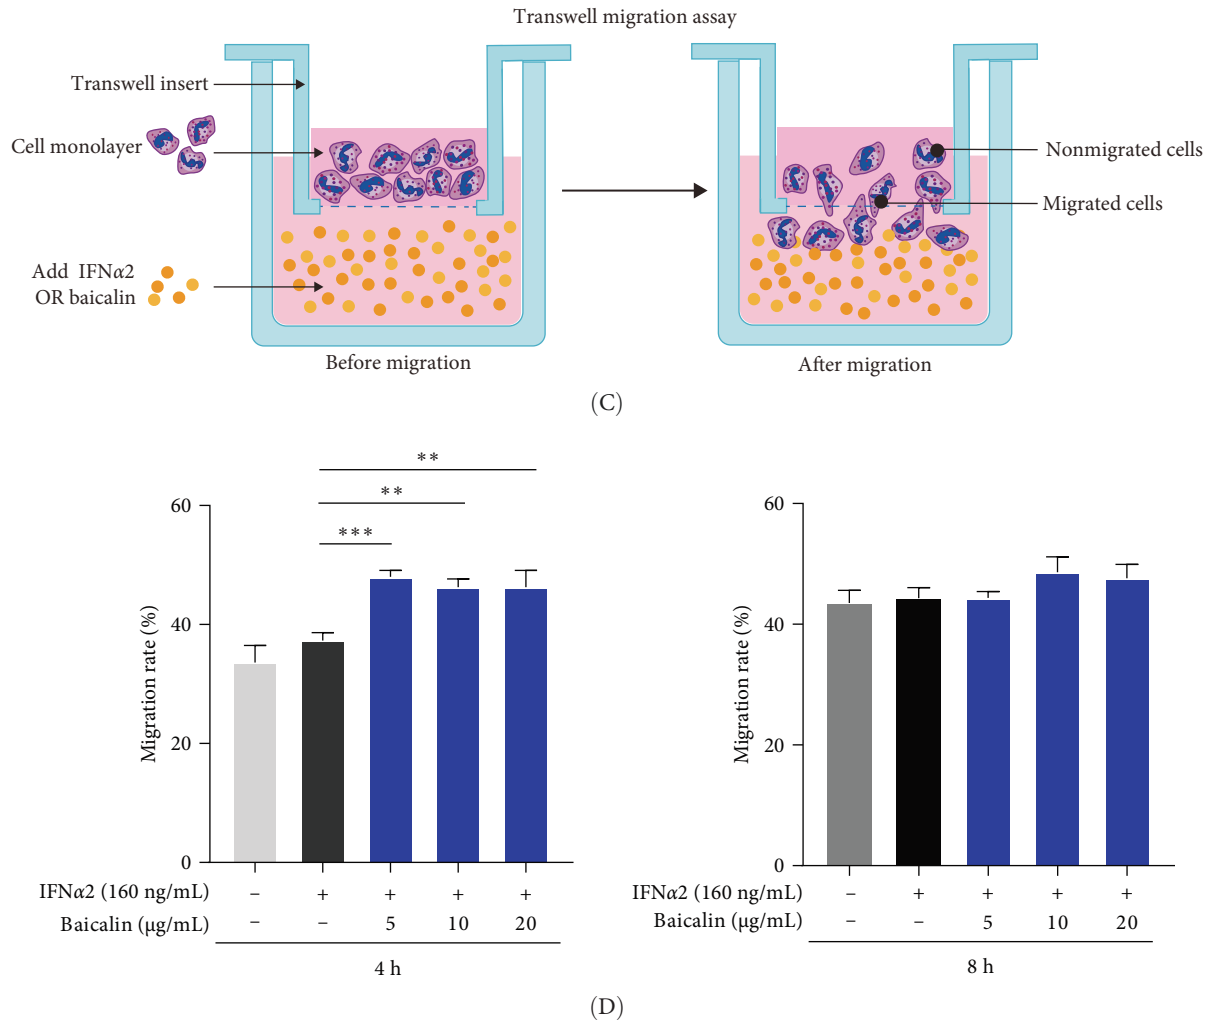 Transwell migration assay
Transwell insert
Cell monolayer
Add IFNα2
OR baicalin
Before migration
Nonmigrated cells
Migrated cells
After migration
(C)
Migration rate (%)
60
40
20
0
**
**
***
IFNα2 (160 ng/mL) – + + + +
Baicalin (μg/mL) – – 5 10 20
4 h
Migration rate (%)
60
40
20
0
IFNα2 (160 ng/mL) – + + + +
Baicalin (μg/mL) – – 5 10 20
8 h
(D)